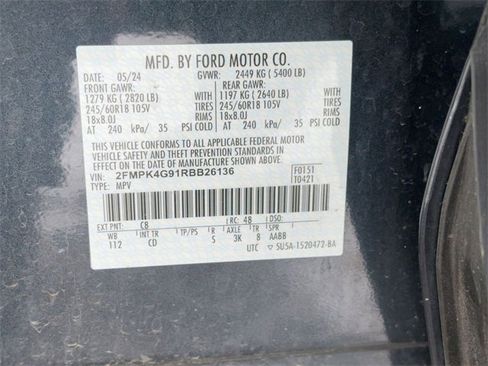 MFD. BY FORD MOTOR CO.
DATE: 05/24 GVWR: 2449 KG ( 5400 LB)
FRONT GAWR: REAR GAWR:
1279 KG ( 2820 LB) WITH 1197 KG ( 2640 LB) WITH
245/60R18 105V TIRES 245/60R18 105V TIRES
18x8.0J RIMS 18x8.0J RIMS
AT 240 kPa/ 35 PSI COLD AT 240 kPa/ 35 PSI COLD
THIS VEHICLE CONFORMS TO ALL APPLICABLE FEDERAL MOTOR
VEHICLE SAFETY AND BUMPER STANDARDS IN EFFECT ON
THE DATE OF MANUFACTURE SHOWN ABOVE.
VIN: 2FMPK4G91RBB26136 F0151
TYPE: MPV T0421
EXT PNT: C8 RC: 48 DSO:
WB INT TR TP/PS R AXLE TR SPR
112 CD 5 3K 8 AABB
UTC ▽ SU5A-1520472-BA